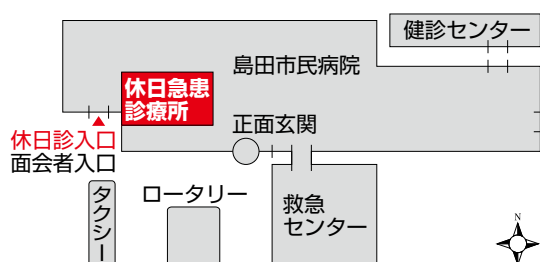 健診センター
島田市民病院
休日急患
診療所
正面玄関
休日診入口
面会者入口
タクシー
ロータリー
救急
センター
N